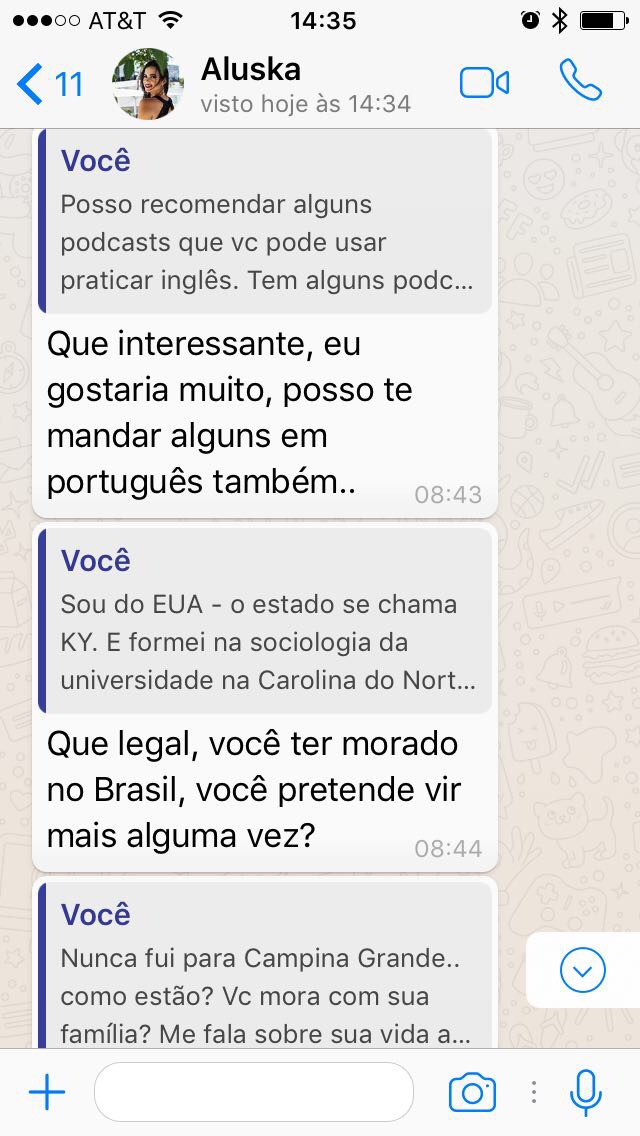 AT&T 14:35
11 Aluska
visto hoje às 14:34
Você
Posso recomendar alguns
podcasts que vc pode usar
praticar inglês. Tem alguns podc...
Que interessante, eu
gostaria muito, posso te
mandar alguns em
português também..
08:43
Você
Sou do EUA - o estado se chama
KY. E formei na sociologia da
universidade na Carolina do Nort...
Que legal, você ter morado
no Brasil, você pretende vir
mais alguma vez?
08:44
Você
Nunca fui para Campina Grande..
como estão? Vc mora com sua
família? Me fala sobre sua vida a...